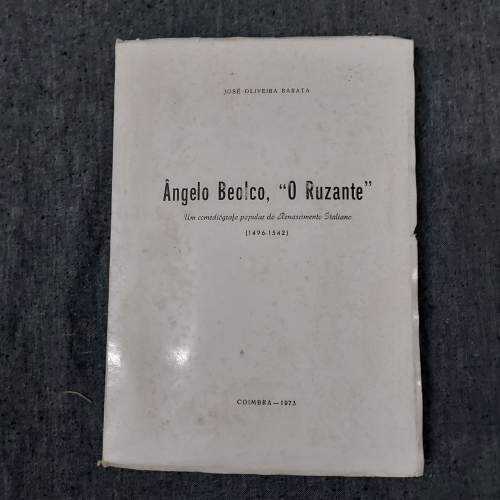 JOSÉ OLIVEIRA BARATA
Ângelo Beolco, "O Ruzante"
Um comediógrafo popular do Renascimento Italiano
(1496-1542)
COIMBRA — 1973